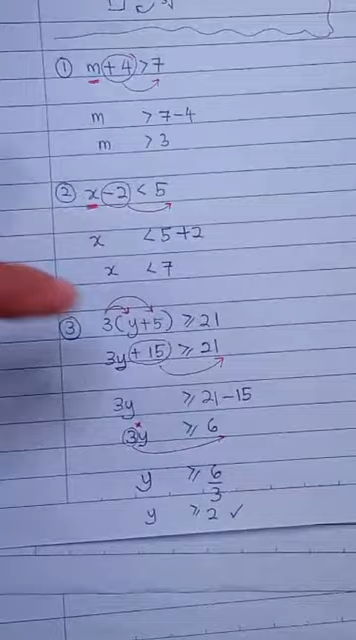 ① m + 4 > 7
m > 7 - 4
m > 3
② x - 2 < 5
x < 5 + 2
x < 7
③ 3(y + 5) ≥ 21
3y + 15 ≥ 21
3y ≥ 21 - 15
3y ≥ 6
y ≥ 6/3
y ≥ 2 ✓